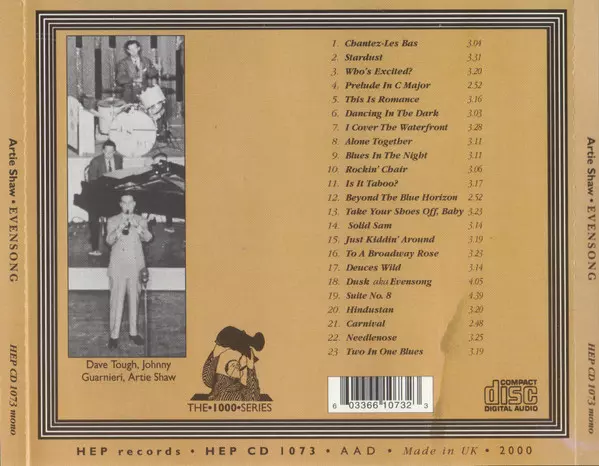 Artie Shaw • EVENSONG
HEP CD 1073 mono
1. Chantez-Les Bas 3.04
2. Stardust 3.31
3. Who's Excited? 3.20
4. Prelude In C Major 2.52
5. This Is Romance 3.16
6. Dancing In The Dark 3.03
7. I Cover The Waterfront 3.28
8. Alone Together 3.11
9. Blues In The Night 3.11
10. Rockin' Chair 3.06
11. Is It Taboo? 3.17
12. Beyond The Blue Horizon 2.52
13. Take Your Shoes Off, Baby 3.23
14. Solid Sam 3.14
15. Just Kiddin' Around 3.19
16. To A Broadway Rose 3.23
17. Deuces Wild 3.14
18. Dusk aka Evensong 4.05
19. Suite No. 8 4.39
20. Hindustan 3.20
21. Carnival 2.48
22. Needlenose 3.25
23 Two In One Blues 3.19
Dave Tough, Johnny
Guarnieri, Artie Shaw
THE•1000•SERIES
6 03366 10732 3
COMPACT
disc
DIGITAL AUDIO
HEP records • HEP CD 1073 • AAD • Made in UK • 2000
Artie Shaw • EVENSONG
HEP CD 1073 mono